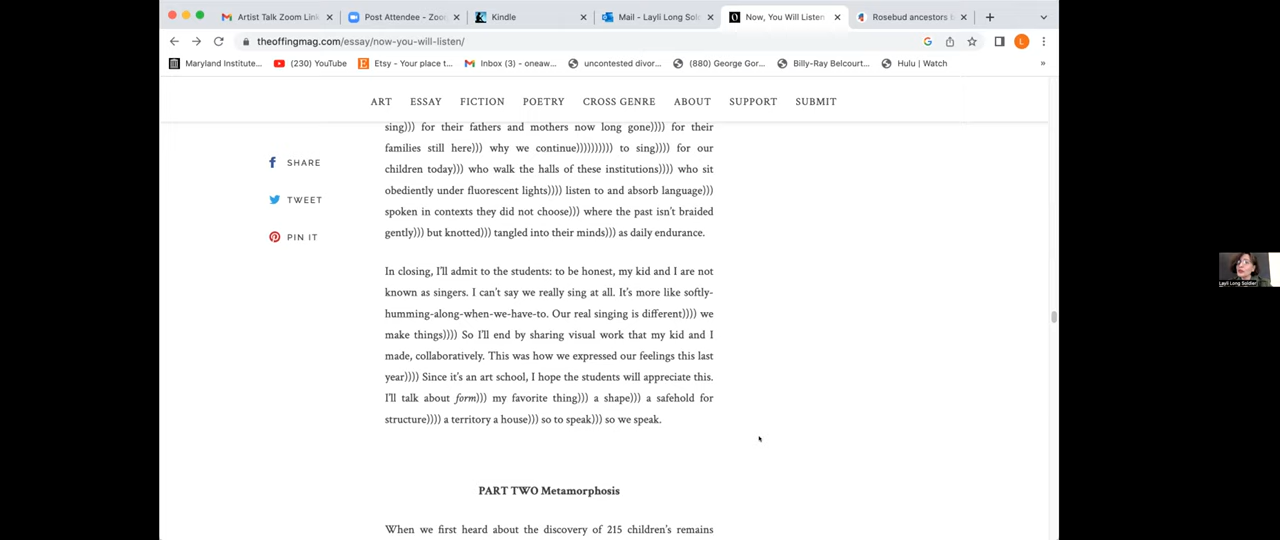 Artist Talk Zoom Link
Post Attendee - Zoo
Kindle
Mail - Layli Long Sol
Now, You Will Listen
Rosebud ancestors
theoffingmag.com/essay/now-you-will-listen/
L
Maryland Institute...
(230) YouTube
Etsy - Your place t...
Inbox (3) - oneaw...
uncontested divor...
(880) George Gor...
Billy-Ray Belcourt...
Hulu | Watch
»
ART ESSAY FICTION POETRY CROSS GENRE ABOUT SUPPORT SUBMIT
SHARE
TWEET
PIN IT
sing))) for their fathers and mothers now long gone)))) for their
families still here))) why we continue)))))))))) to sing)))) for our
children today))) who walk the halls of these institutions)))) who sit
obediently under fluorescent lights)))) listen to and absorb language)))
spoken in contexts they did not choose))) where the past isn't braided
gently))) but knotted))) tangled into their minds))) as daily endurance.
In closing, I'll admit to the students: to be honest, my kid and I are not
known as singers. I can't say we really sing at all. It's more like softly-
humming-along-when-we-have-to. Our real singing is different)))) we
make things)))) So I'll end by sharing visual work that my kid and I
made, collaboratively. This was how we expressed our feelings this last
year)))) Since it's an art school, I hope the students will appreciate this.
I'll talk about form))) my favorite thing))) a shape))) a safehold for
structure)))) a territory a house))) so to speak))) so we speak.
PART TWO Metamorphosis
When we first heard about the discovery of 215 children's remains
Layli Long Soldier